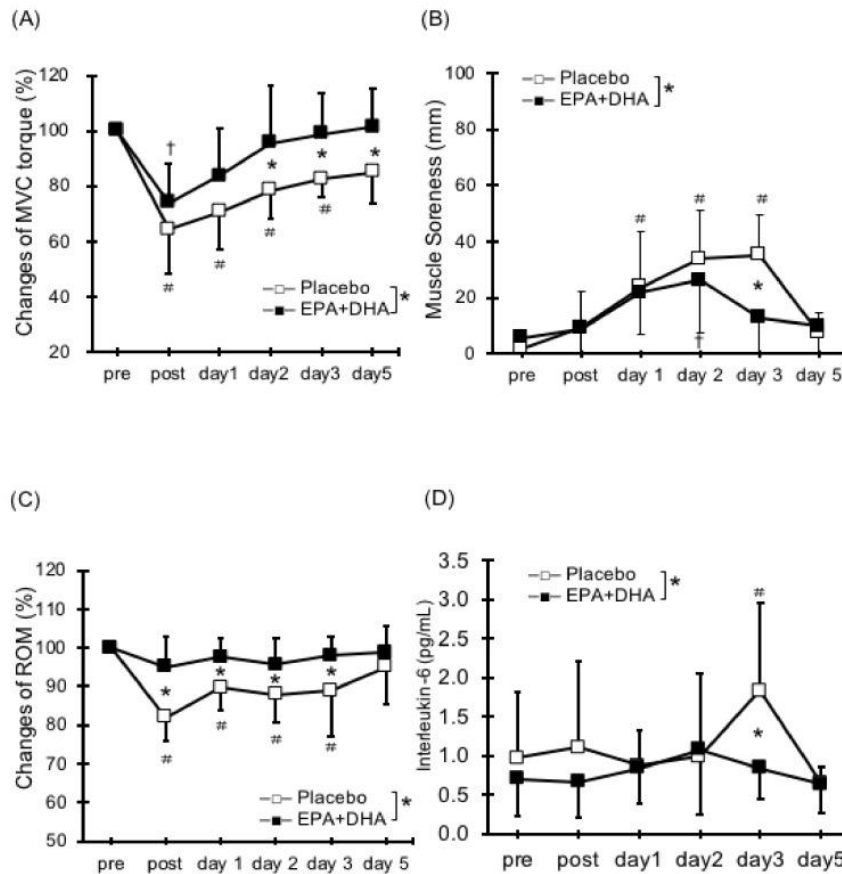 (A)
Changes of MVC torque (%)
120
100
80
60
40
20
†
* * *
# # # #
Placebo
EPA+DHA
*
pre post day1 day2 day3 day5
(B)
Muscle Soreness (mm)
100
80
60
40
20
0
Placebo
EPA+DHA
*
# # #
*
†
pre post day 1 day 2 day 3 day 5
(C)
Changes of ROM (%)
120
110
100
90
80
70
60
50
* * * *
# # # #
Placebo
EPA+DHA
*
pre post day 1 day 2 day 3 day 5
(D)
Interleukin-6 (pg/mL)
3.5
3.0
2.5
2.0
1.5
1.0
0.5
0.0
Placebo
EPA+DHA
*
#
*
pre post day1 day2 day3 day5